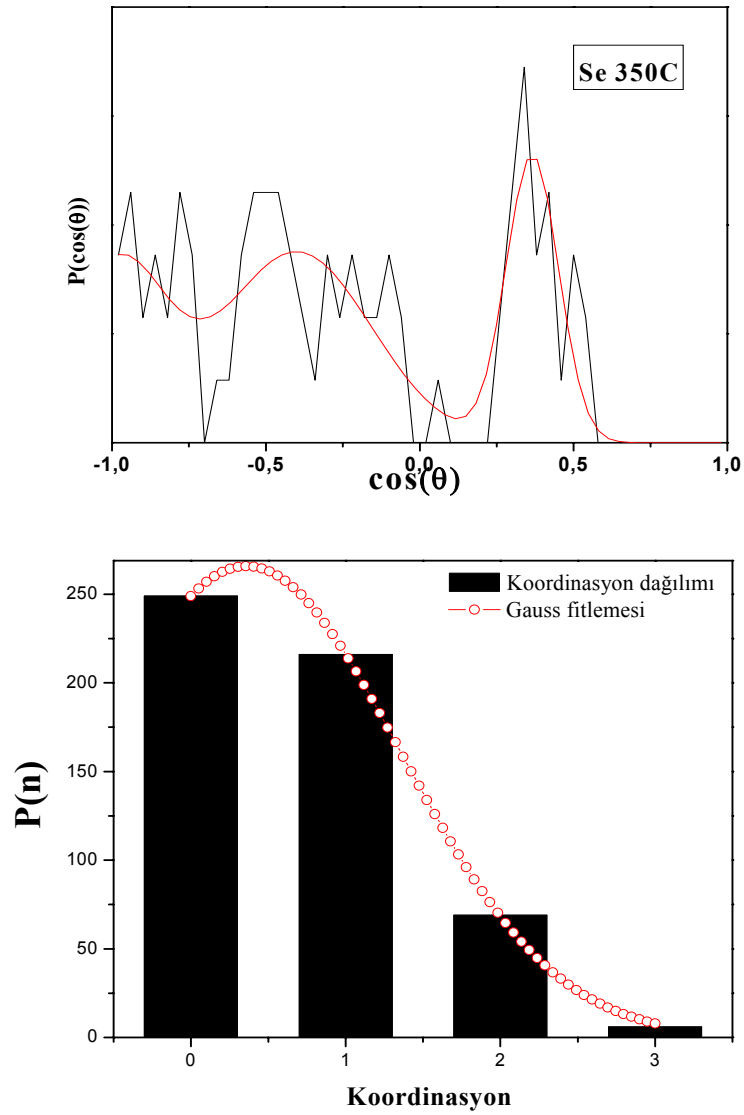 Se 350C
P(cos(θ))
-1,0 -0,5 0,0 0,5 1,0
cos(θ)
250
200
150
100
50
0
P(n)
Koordinasyon dağılımı
Gauss fitlemesi
0 1 2 3
Koordinasyon